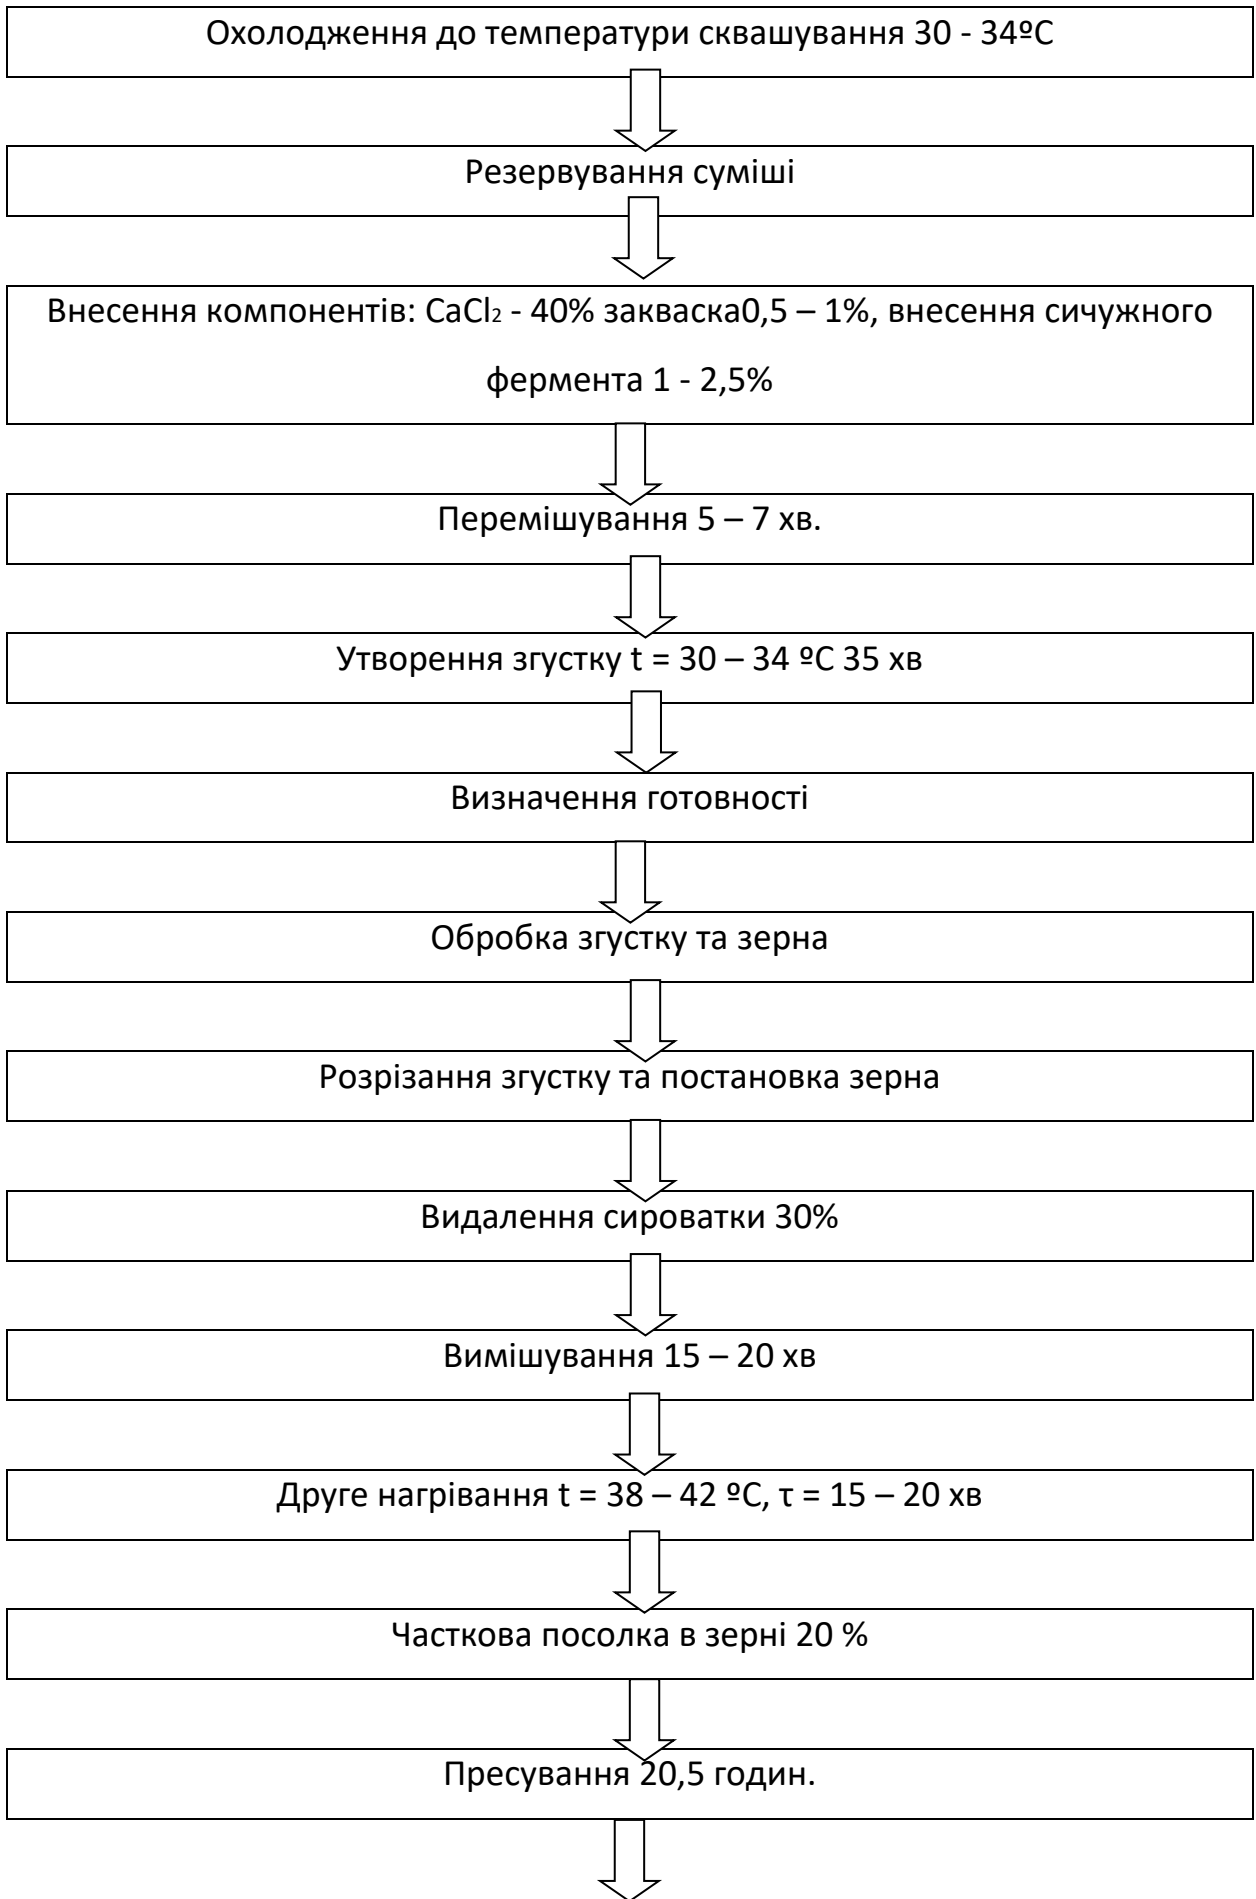 Охолодження до температури сквашування 30 - 34ºС
Резервування суміші
Внесення компонентів: CaCl₂ - 40% закваска0,5 – 1%, внесення сичужного
фермента 1 - 2,5%
Перемішування 5 – 7 хв.
Утворення згустку t = 30 – 34 ºС 35 хв
Визначення готовності
Обробка згустку та зерна
Розрізання згустку та постановка зерна
Видалення сироватки 30%
Вимішування 15 – 20 хв
Друге нагрівання t = 38 – 42 ºС, τ = 15 – 20 хв
Часткова посолка в зерні 20 %
Пресування 20,5 годин.